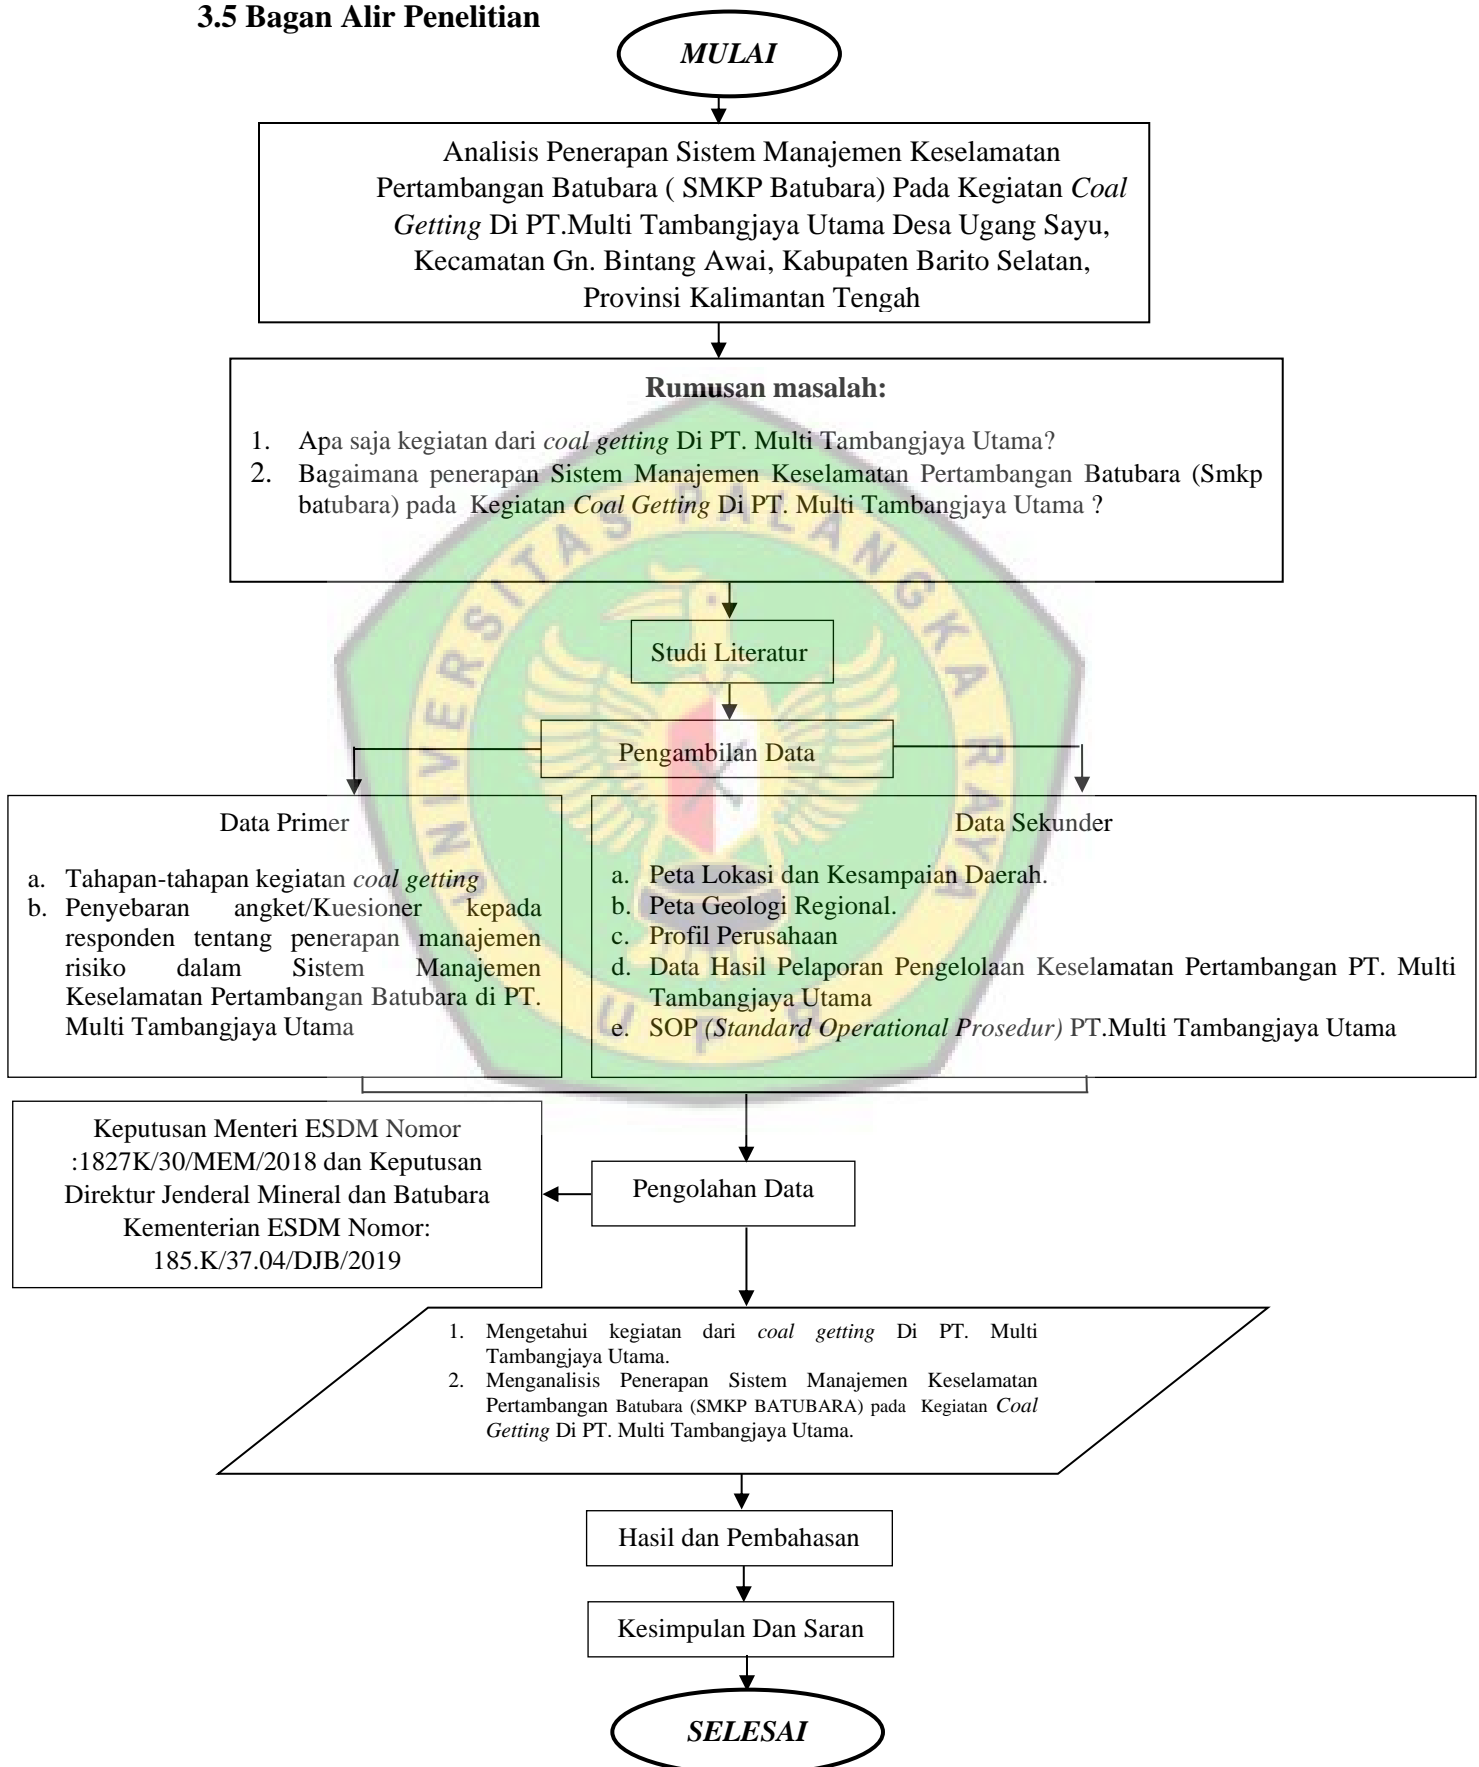 3.5 Bagan Alir Penelitian
MULAI
Analisis Penerapan Sistem Manajemen Keselamatan
Pertambangan Batubara ( SMKP Batubara) Pada Kegiatan Coal
Getting Di PT.Multi Tambangjaya Utama Desa Ugang Sayu,
Kecamatan Gn. Bintang Awai, Kabupaten Barito Selatan,
Provinsi Kalimantan Tengah
Rumusan masalah:
1. Apa saja kegiatan dari coal getting Di PT. Multi Tambangjaya Utama?
2. Bagaimana penerapan Sistem Manajemen Keselamatan Pertambangan Batubara (Smkp
batubara) pada Kegiatan Coal Getting Di PT. Multi Tambangjaya Utama ?
UNIVERSITAS PALANGKA RAYA
Studi Literatur
Pengambilan Data
Data Primer
a. Tahapan-tahapan kegiatan coal getting
b. Penyebaran angket/Kuesioner kepada
responden tentang penerapan manajemen
risiko dalam Sistem Manajemen
Keselamatan Pertambangan Batubara di PT.
Multi Tambangjaya Utama
Data Sekunder
a. Peta Lokasi dan Kesampaian Daerah.
b. Peta Geologi Regional.
c. Profil Perusahaan
d. Data Hasil Pelaporan Pengelolaan Keselamatan Pertambangan PT. Multi
Tambangjaya Utama
e. SOP (Standard Operational Prosedur) PT.Multi Tambangjaya Utama
UPR
Keputusan Menteri ESDM Nomor
:1827K/30/MEM/2018 dan Keputusan
Direktur Jenderal Mineral dan Batubara
Kementerian ESDM Nomor:
185.K/37.04/DJB/2019
Pengolahan Data
1. Mengetahui kegiatan dari coal getting Di PT. Multi
Tambangjaya Utama.
2. Menganalisis Penerapan Sistem Manajemen Keselamatan
Pertambangan Batubara (SMKP BATUBARA) pada Kegiatan Coal
Getting Di PT. Multi Tambangjaya Utama.
Hasil dan Pembahasan
Kesimpulan Dan Saran
SELESAI